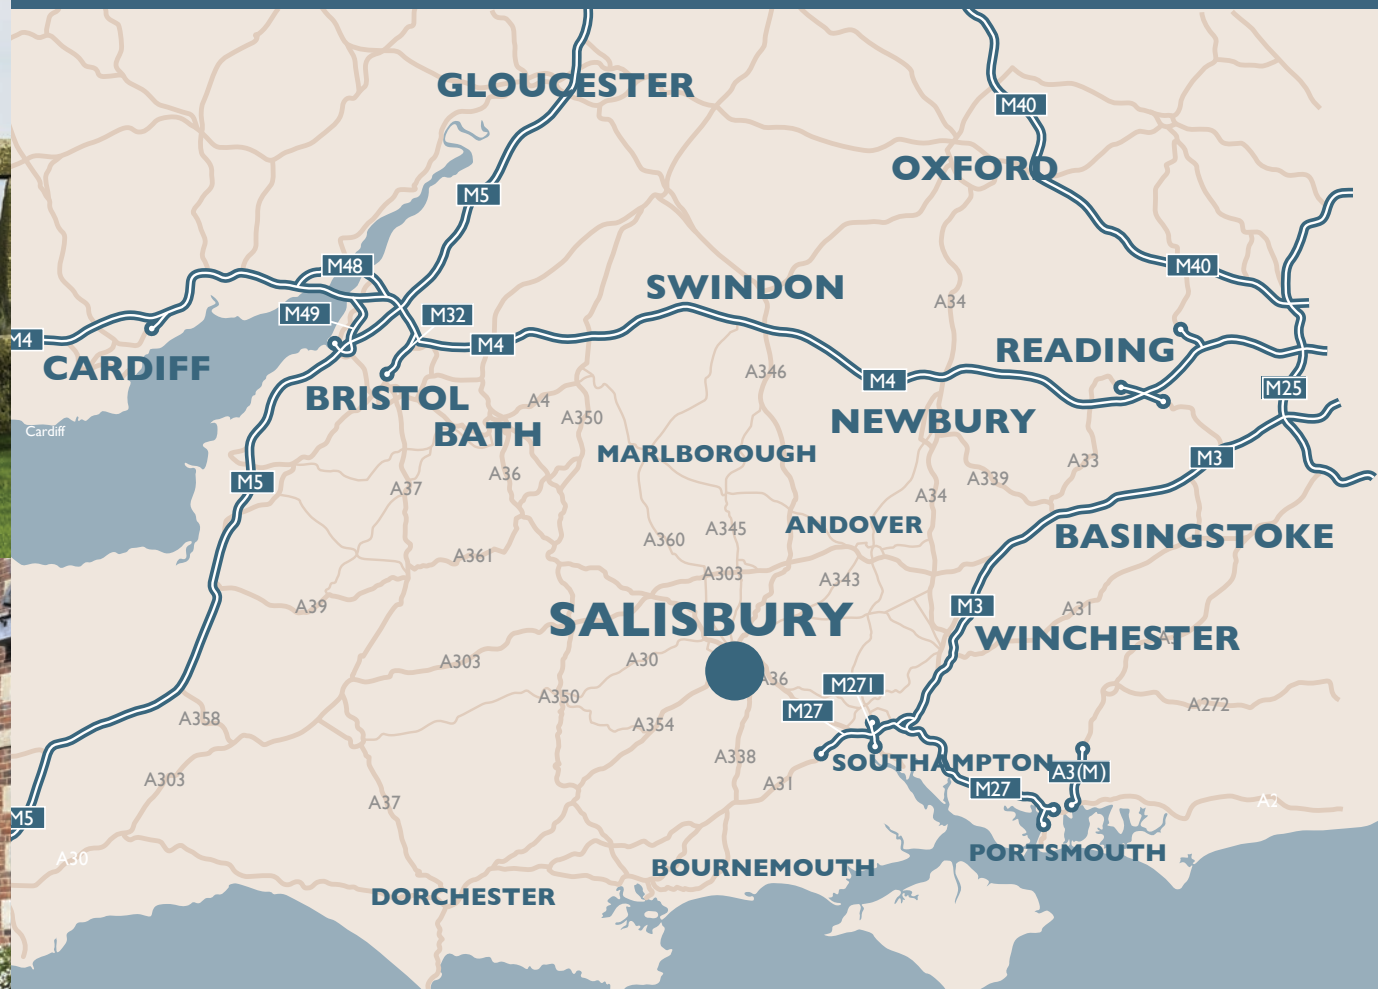 GLOUCESTER
M40
OXFORD
M5
M48
M40
SWINDON
A34
M49
M32
M4
M4
READING
CARDIFF
A346
M4
M25
BRISTOL
A4
A350
NEWBURY
Cardiff
BATH
MARLBOROUGH
M3
A33
A36
A339
M5
A37
A34
ANDOVER
A345
BASINGSTOKE
A360
A361
A303
A343
A39
M3
A31
SALISBURY
WINCHESTER
A303
A30
A36
M271
A350
A272
M27
A358
A354
A338
SOUTHAMPTON
A3(M)
A303
A31
M27
A37
A2
M5
PORTSMOUTH
A30
BOURNEMOUTH
DORCHESTER